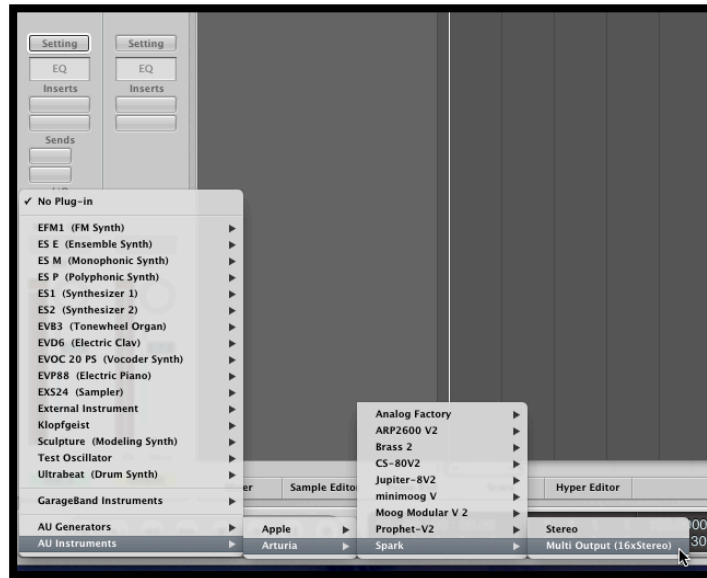 Setting
Setting
EQ
EQ
Inserts
Inserts
Sends
✓ No Plug-in
EFM1 (FM Synth)
ES E (Ensemble Synth)
ES M (Monophonic Synth)
ES P (Polyphonic Synth)
ES1 (Synthesizer 1)
ES2 (Synthesizer 2)
EVB3 (Tonewheel Organ)
EVD6 (Electric Clav)
EVOC 20 PS (Vocoder Synth)
EVP88 (Electric Piano)
EXS24 (Sampler)
External Instrument
Klopfgeist
Sculpture (Modeling Synth)
Test Oscillator
Ultrabeat (Drum Synth)
GarageBand Instruments
AU Generators
AU Instruments
Apple
Arturia
Analog Factory
ARP2600 V2
Brass 2
CS-80V2
Jupiter-8V2
minimoog V
Moog Modular V 2
Prophet-V2
Spark
Stereo
Multi Output (16xStereo)
Sample Edito
Hyper Editor